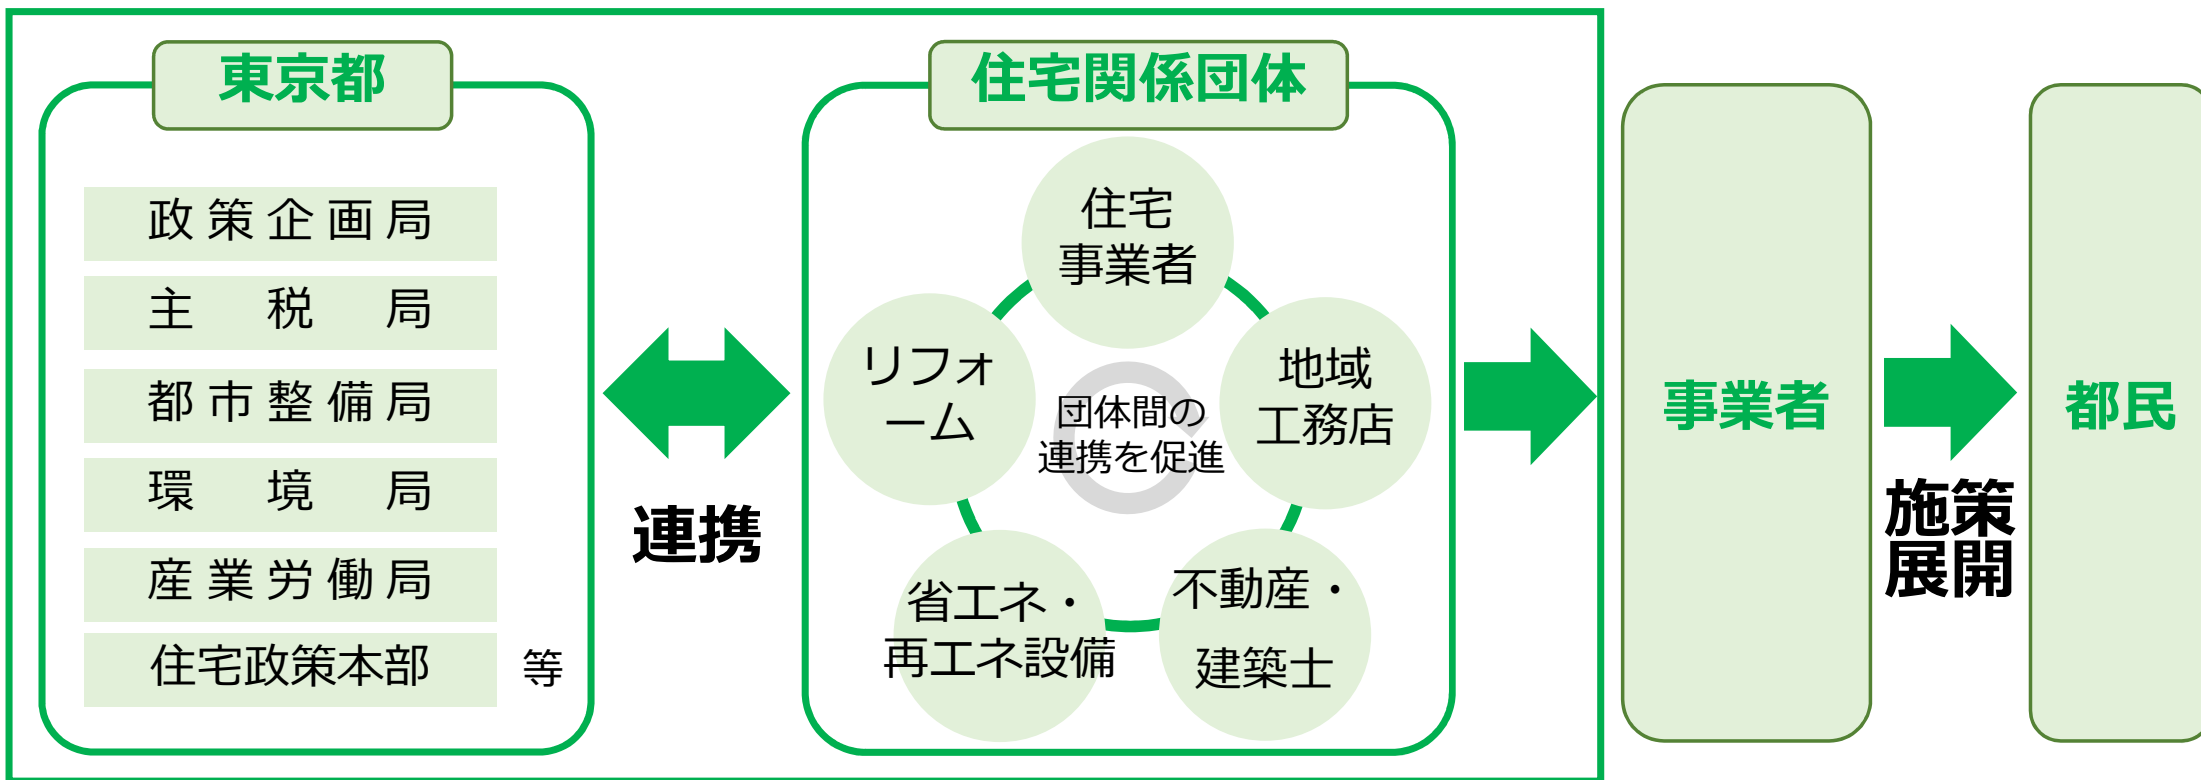 東京都
政策企画局
主税局
都市整備局
環境局
産業労働局
住宅政策本部
等
連携
住宅関係団体
住宅
事業者
リフォ
ーム
地域
工務店
団体間の
連携を促進
省エネ・
再エネ設備
不動産・
建築士
事業者
施策
展開
都民